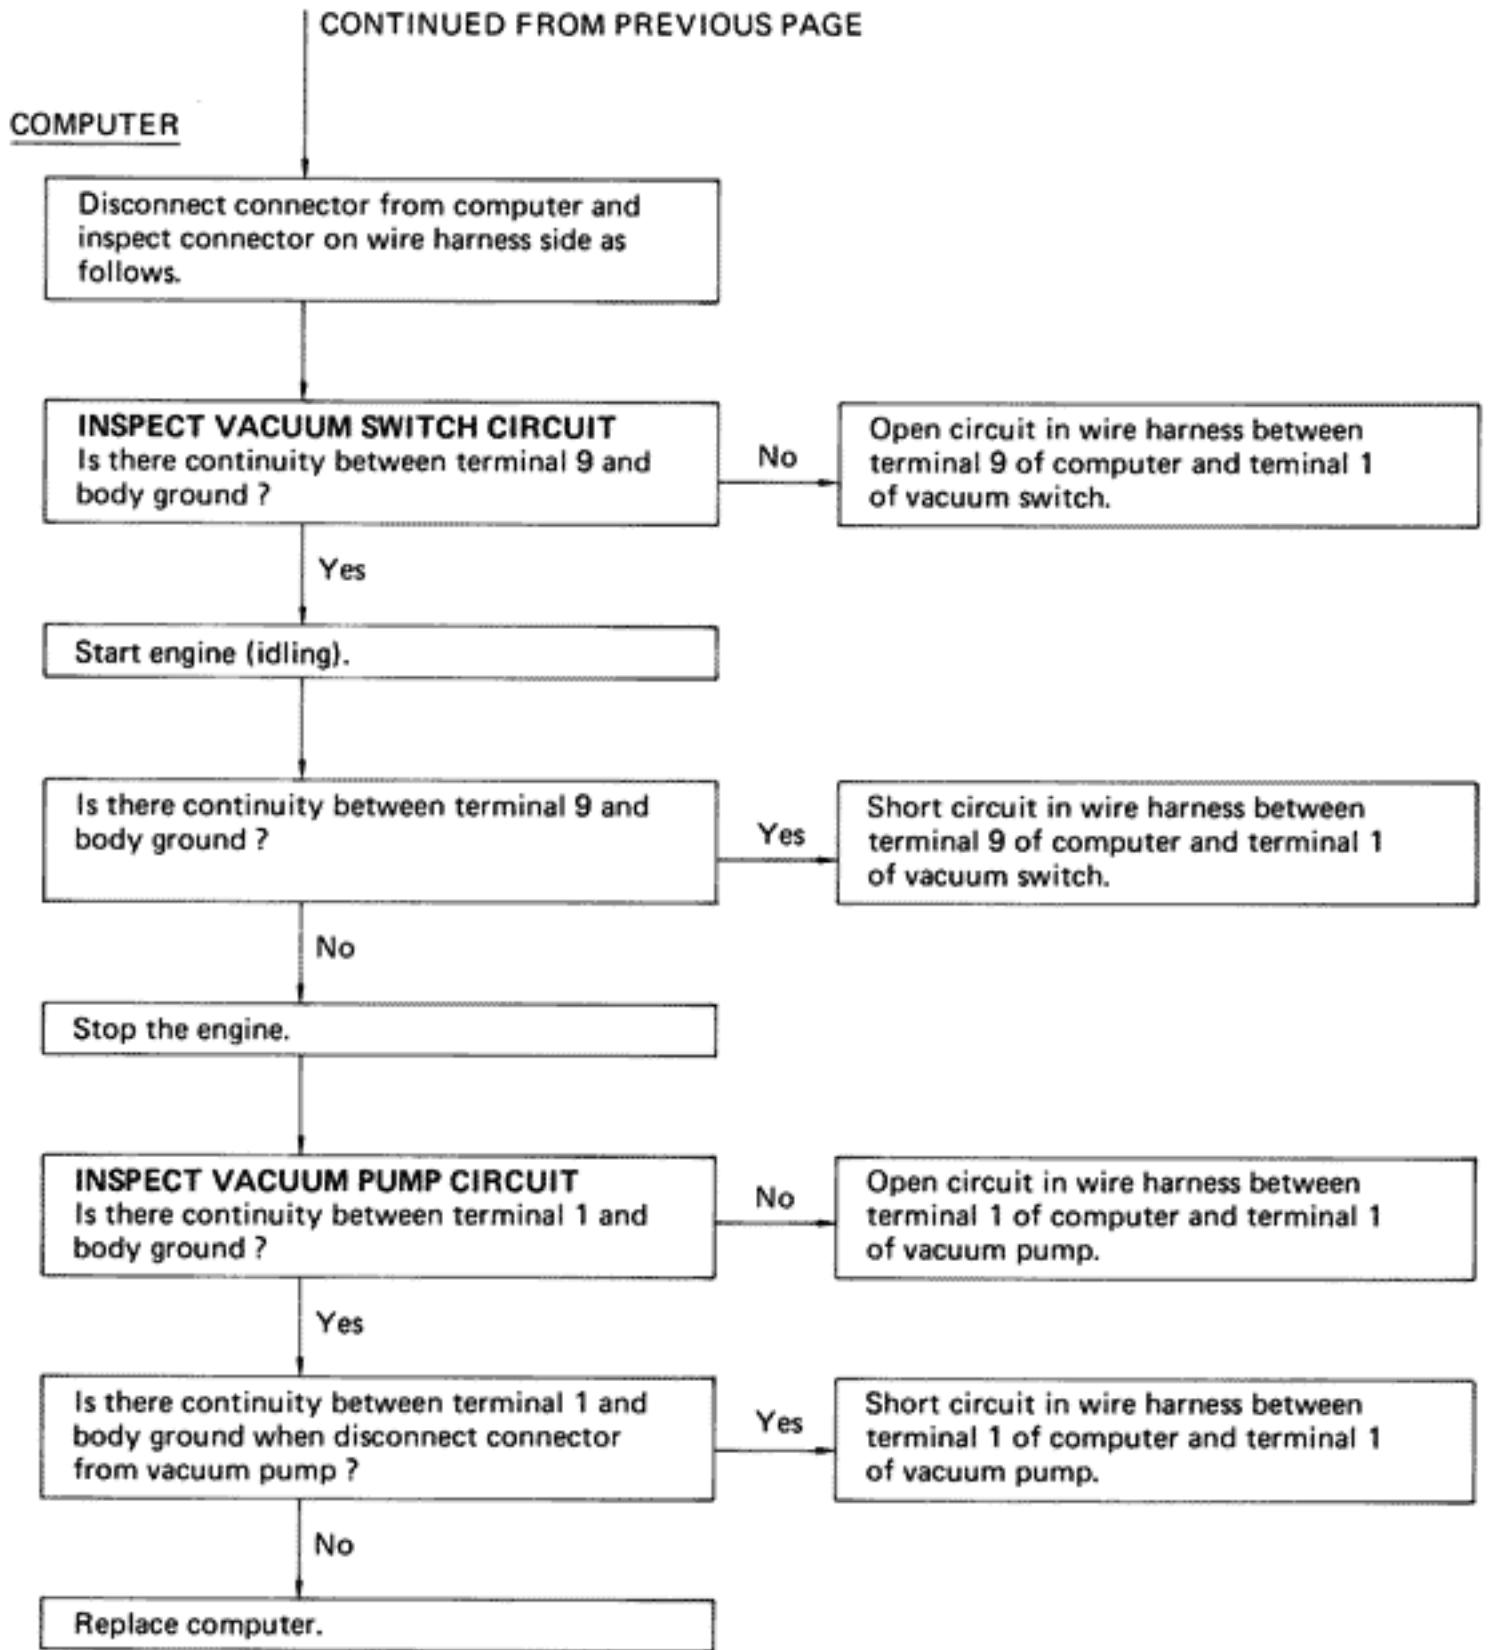 CONTINUED FROM PREVIOUS PAGE
COMPUTER
Disconnect connector from computer and
inspect connector on wire harness side as
follows.
INSPECT VACUUM SWITCH CIRCUIT
Is there continuity between terminal 9 and
body ground ?
No
Open circuit in wire harness between
terminal 9 of computer and teminal 1
of vacuum switch.
Yes
Start engine (idling).
Is there continuity between terminal 9 and
body ground ?
Yes
Short circuit in wire harness between
terminal 9 of computer and terminal 1
of vacuum switch.
No
Stop the engine.
INSPECT VACUUM PUMP CIRCUIT
Is there continuity between terminal 1 and
body ground ?
No
Open circuit in wire harness between
terminal 1 of computer and terminal 1
of vacuum pump.
Yes
Is there continuity between terminal 1 and
body ground when disconnect connector
from vacuum pump ?
Yes
Short circuit in wire harness between
terminal 1 of computer and terminal 1
of vacuum pump.
No
Replace computer.